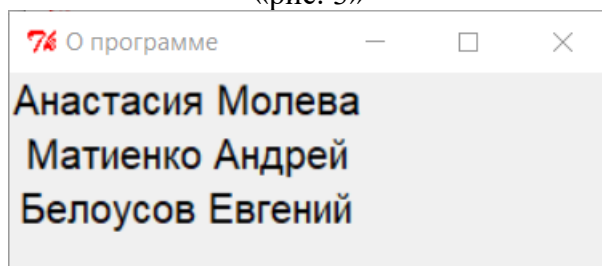 «рис. 3»
О программе
Анастасия Молева
Матиенко Андрей
Белоусов Евгений